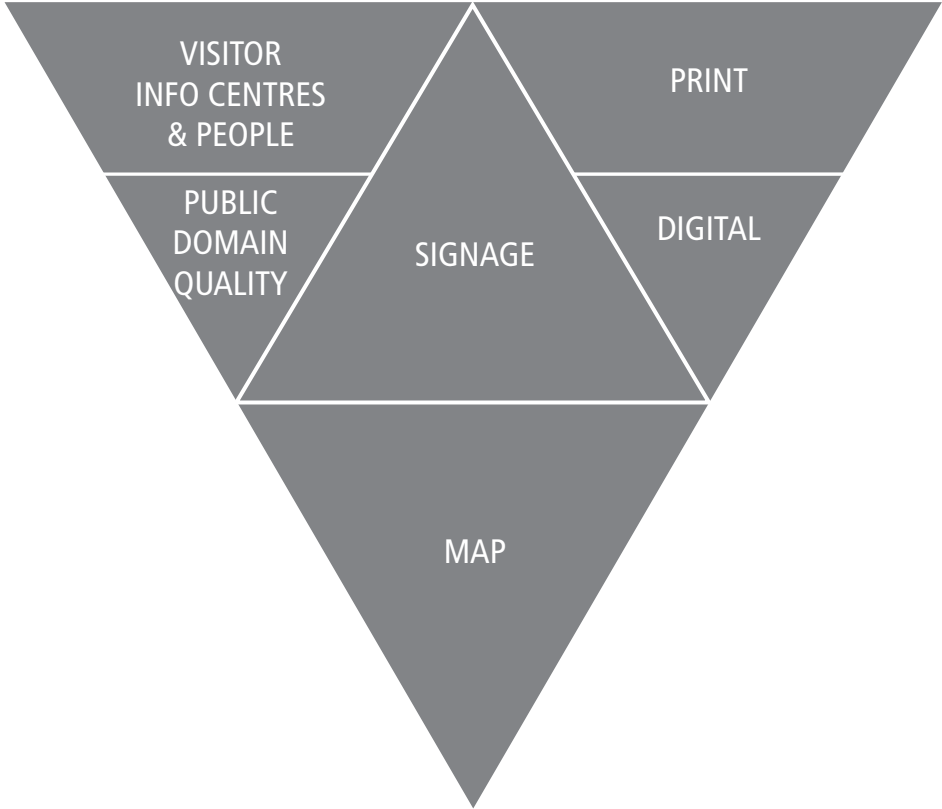 VISITOR
INFO CENTRES
& PEOPLE
PRINT
PUBLIC
DOMAIN
QUALITY
SIGNAGE
DIGITAL
MAP